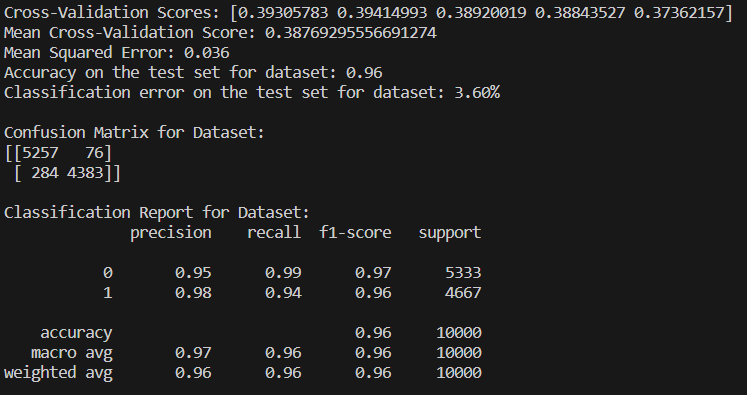 Cross-Validation Scores: [0.39305783 0.39414993 0.38920019 0.38843527 0.37362157]
Mean Cross-Validation Score: 0.38769295556691274
Mean Squared Error: 0.036
Accuracy on the test set for dataset: 0.96
Classification error on the test set for dataset: 3.60%
Confusion Matrix for Dataset:
[[5257   76]
 [ 284 4383]]
Classification Report for Dataset:
              precision    recall  f1-score   support
           0       0.95      0.99      0.97      5333
           1       0.98      0.94      0.96      4667
    accuracy                           0.96     10000
   macro avg       0.97      0.96      0.96     10000
weighted avg       0.96      0.96      0.96     10000